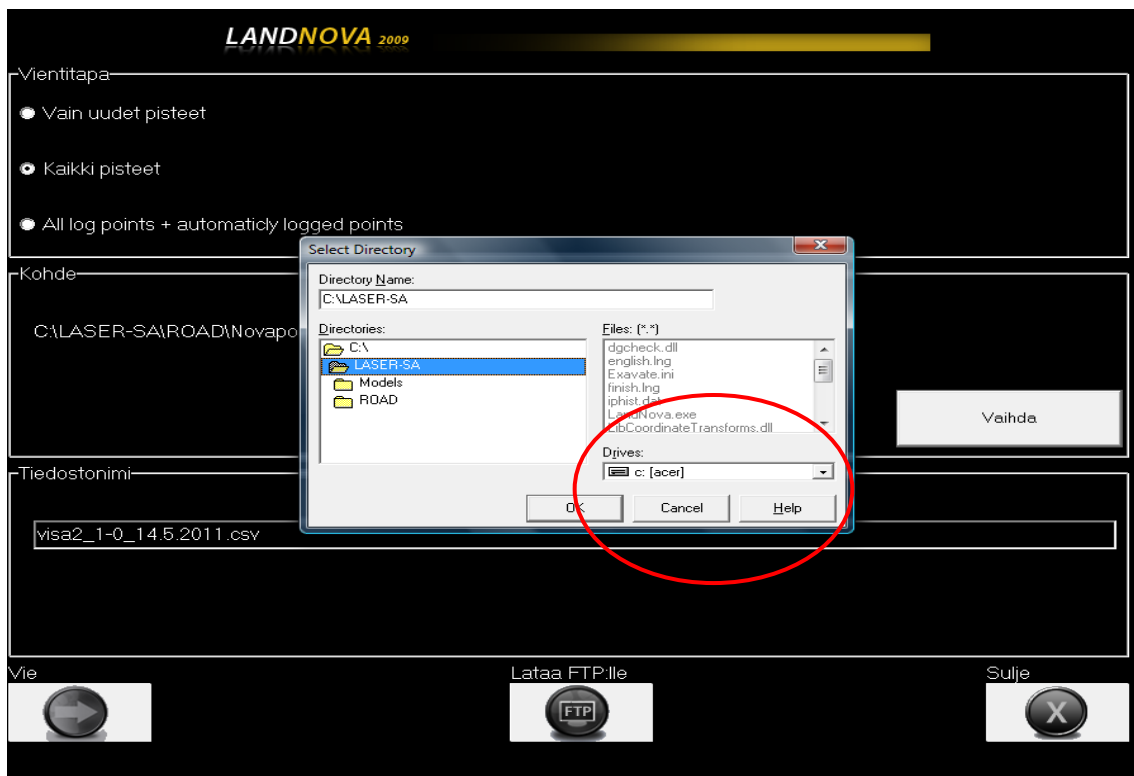 LANDNOVA 2009
Vientitapa
Vain uudet pisteet
Kaikki pisteet
All log points + automaticly logged points
Select Directory
Directory Name:
C:\LASER-SA
Directories:
C:\
LASER-SA
Models
ROAD
Files: (*.*)
dgcheck.dll
english.lng
Exavate.ini
finish.lng
iphist.dat
LandNova.exe
LibCoordinateTransforms.dll
Drives:
c: [acer]
OK
Cancel
Help
Kohde
C:\LASER-SA\ROAD\Novapo
Vaihda
Tiedostonimi
visa2_1-0_14.5.2011.csv
Vie
Lataa FTP:lle
FTP
Sulje
X